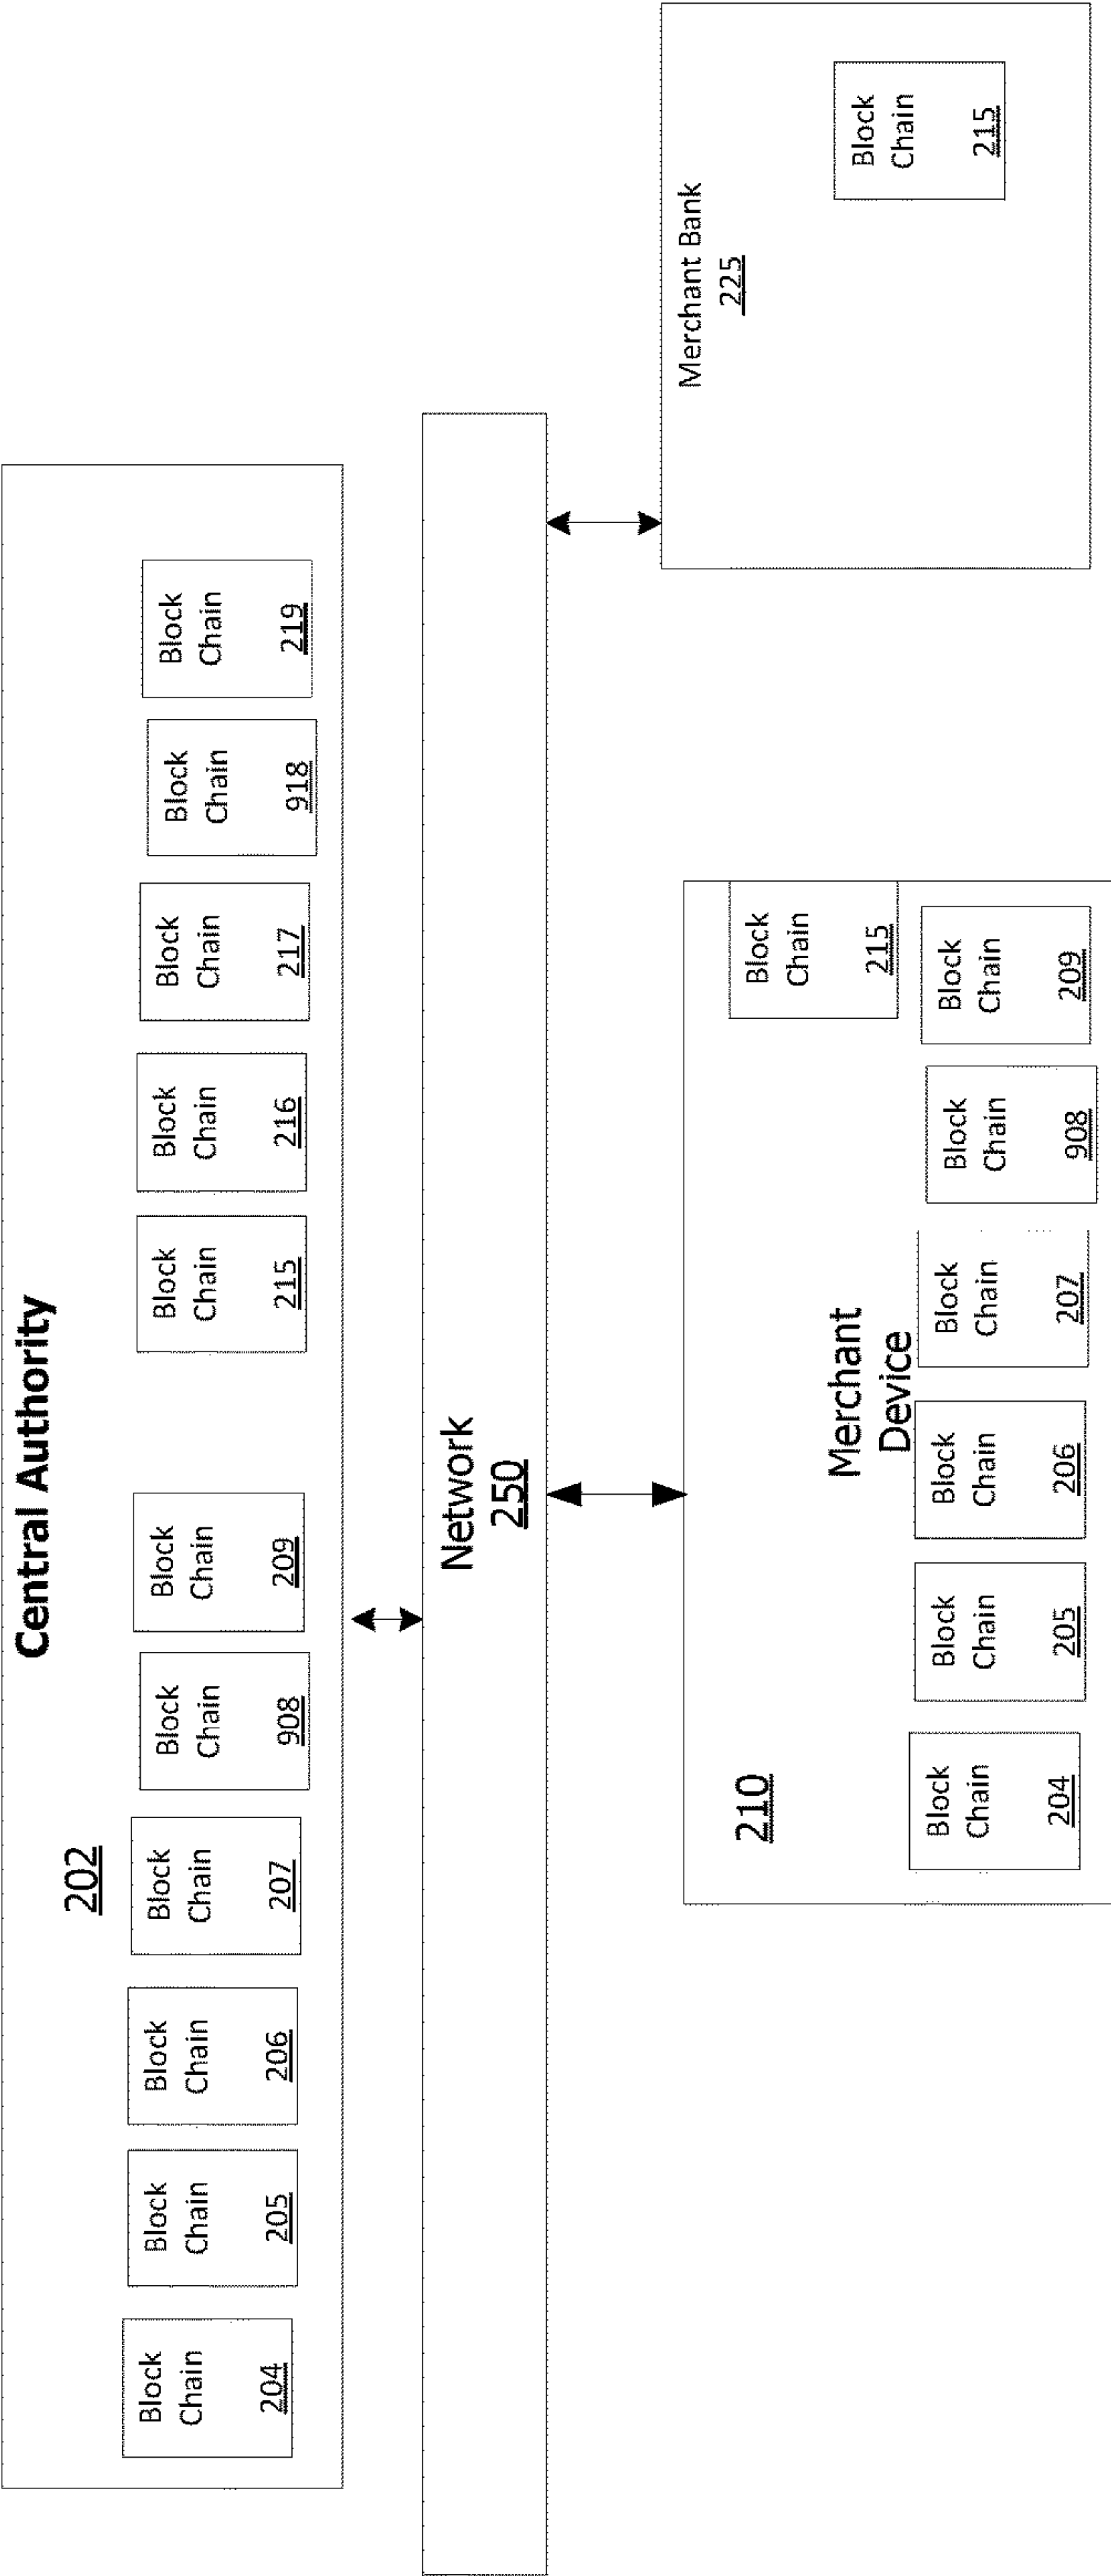 Central Authority
202
Block
Chain
204
Block
Chain
205
Block
Chain
206
Block
Chain
207
Block
Chain
908
Block
Chain
209
Block
Chain
215
Block
Chain
216
Block
Chain
217
Block
Chain
918
Block
Chain
219
Network
250
210
Merchant
Device
Block
Chain
215
Block
Chain
204
Block
Chain
205
Block
Chain
206
Block
Chain
207
Block
Chain
908
Block
Chain
209
Merchant Bank
225
Block
Chain
215